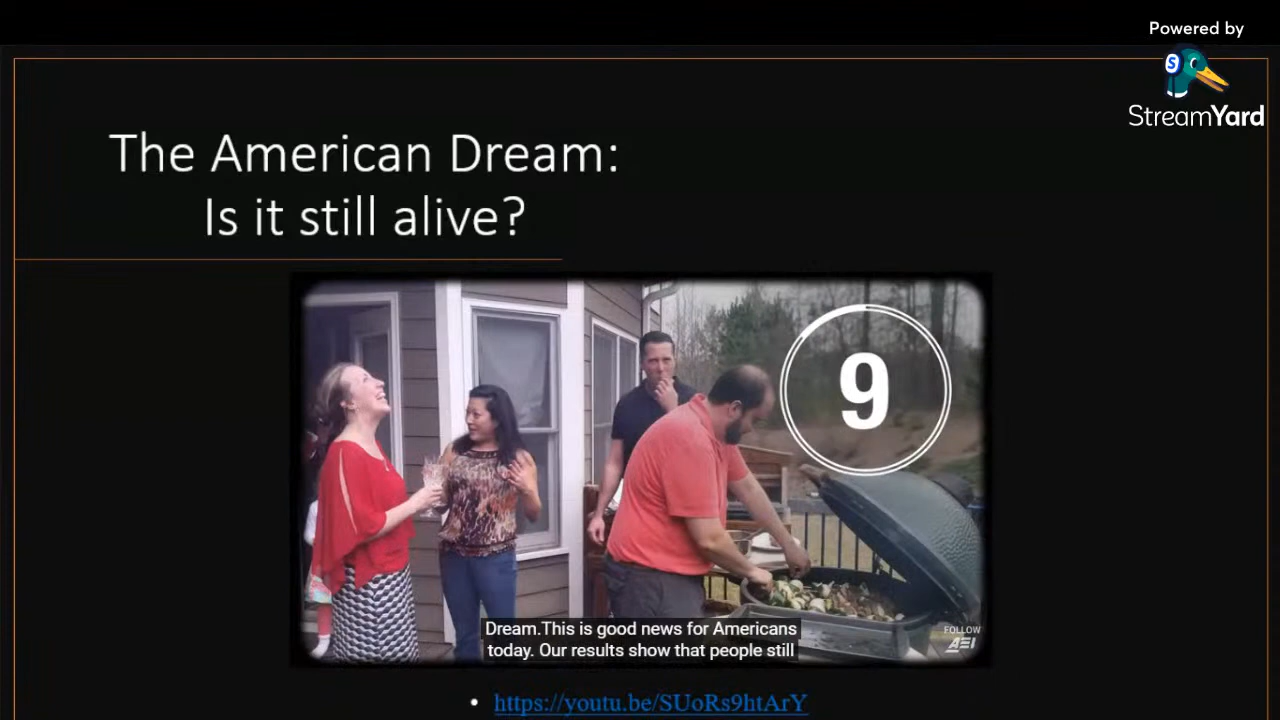 Powered by
StreamYard
The American Dream:
Is it still alive?
9
Dream.This is good news for Americans
today. Our results show that people still
FOLLOW
AEI
• https://youtu.be/SUoRs9htArY